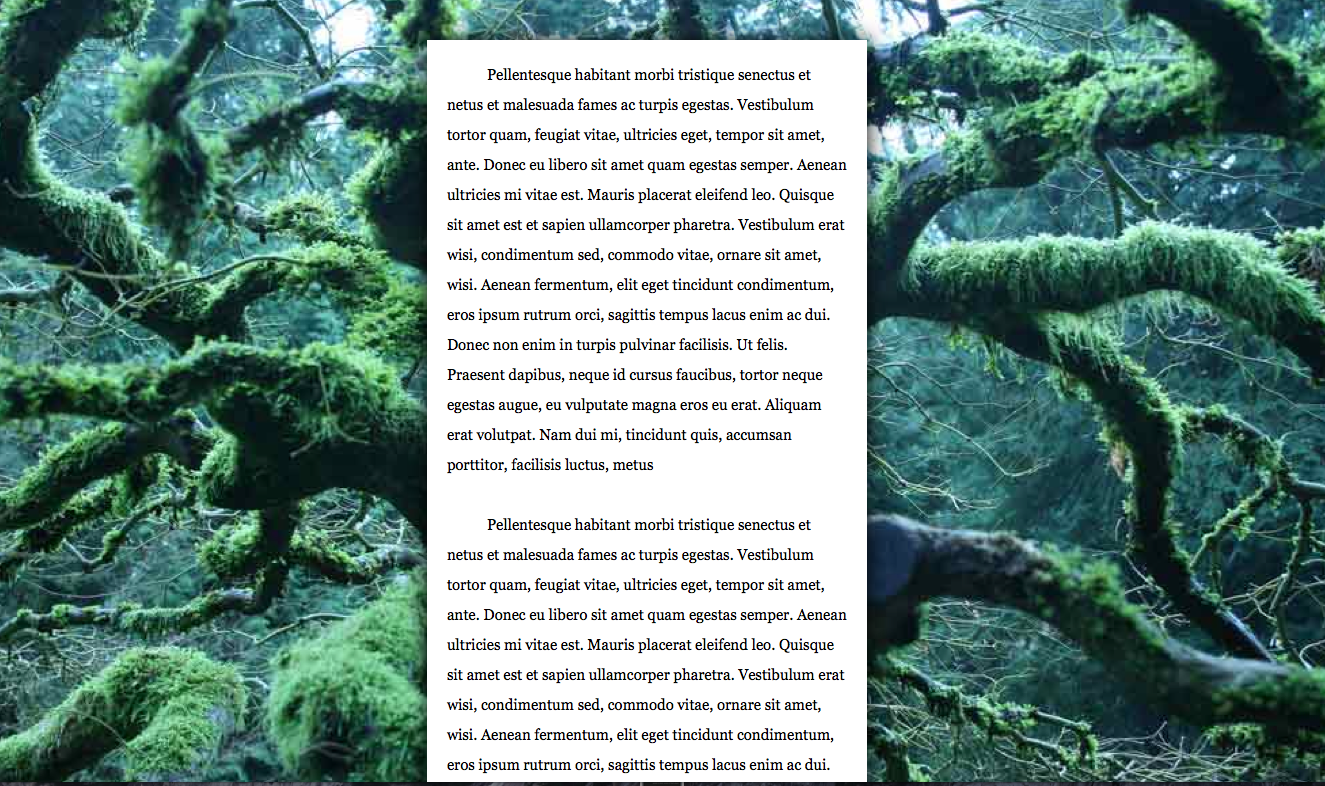 Pellentesque habitant morbi tristique senectus et
netus et malesuada fames ac turpis egestas. Vestibulum
tortor quam, feugiat vitae, ultricies eget, tempor sit amet,
ante. Donec eu libero sit amet quam egestas semper. Aenean
ultricies mi vitae est. Mauris placerat eleifend leo. Quisque
sit amet est et sapien ullamcorper pharetra. Vestibulum erat
wisi, condimentum sed, commodo vitae, ornare sit amet,
wisi. Aenean fermentum, elit eget tincidunt condimentum,
eros ipsum rutrum orci, sagittis tempus lacus enim ac dui.
Donec non enim in turpis pulvinar facilisis. Ut felis.
Praesent dapibus, neque id cursus faucibus, tortor neque
egestas augue, eu vulputate magna eros eu erat. Aliquam
erat volutpat. Nam dui mi, tincidunt quis, accumsan
porttitor, facilisis luctus, metus
Pellentesque habitant morbi tristique senectus et
netus et malesuada fames ac turpis egestas. Vestibulum
tortor quam, feugiat vitae, ultricies eget, tempor sit amet,
ante. Donec eu libero sit amet quam egestas semper. Aenean
ultricies mi vitae est. Mauris placerat eleifend leo. Quisque
sit amet est et sapien ullamcorper pharetra. Vestibulum erat
wisi, condimentum sed, commodo vitae, ornare sit amet,
wisi. Aenean fermentum, elit eget tincidunt condimentum,
eros ipsum rutrum orci, sagittis tempus lacus enim ac dui.